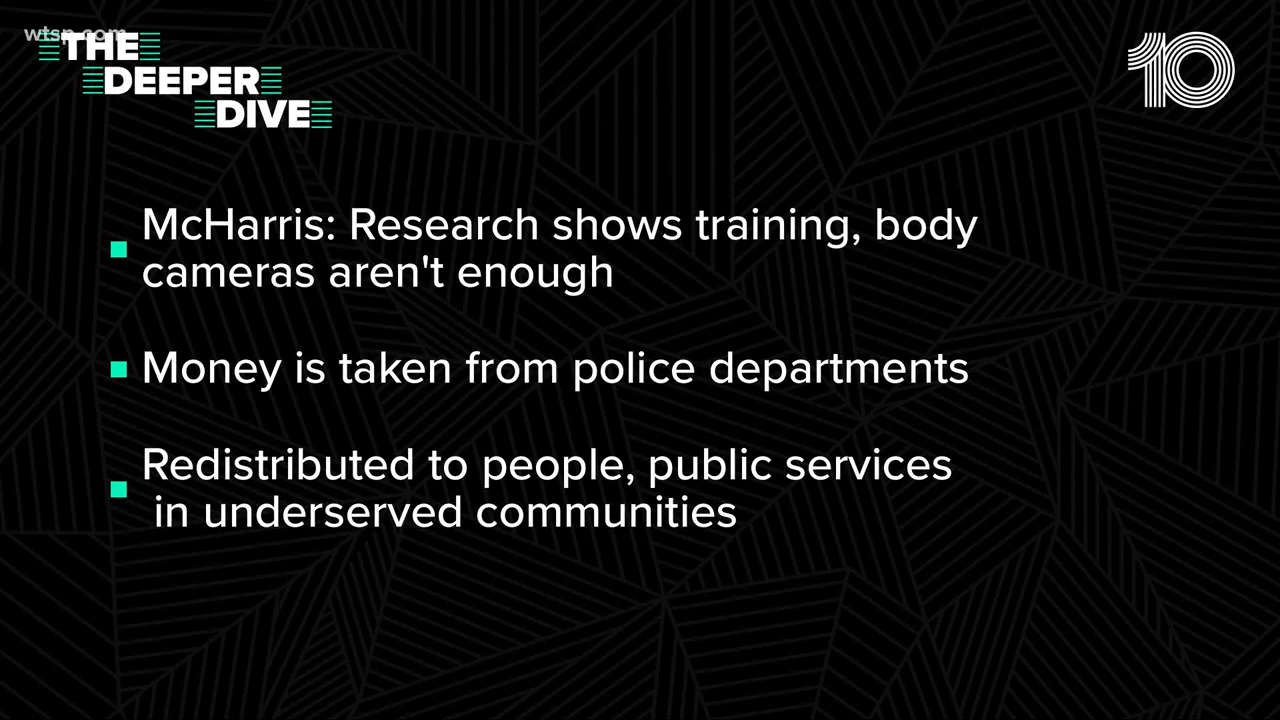 wtsp.com
THE
DEEPER
DIVE
10
McHarris: Research shows training, body
cameras aren't enough
Money is taken from police departments
Redistributed to people, public services
in underserved communities